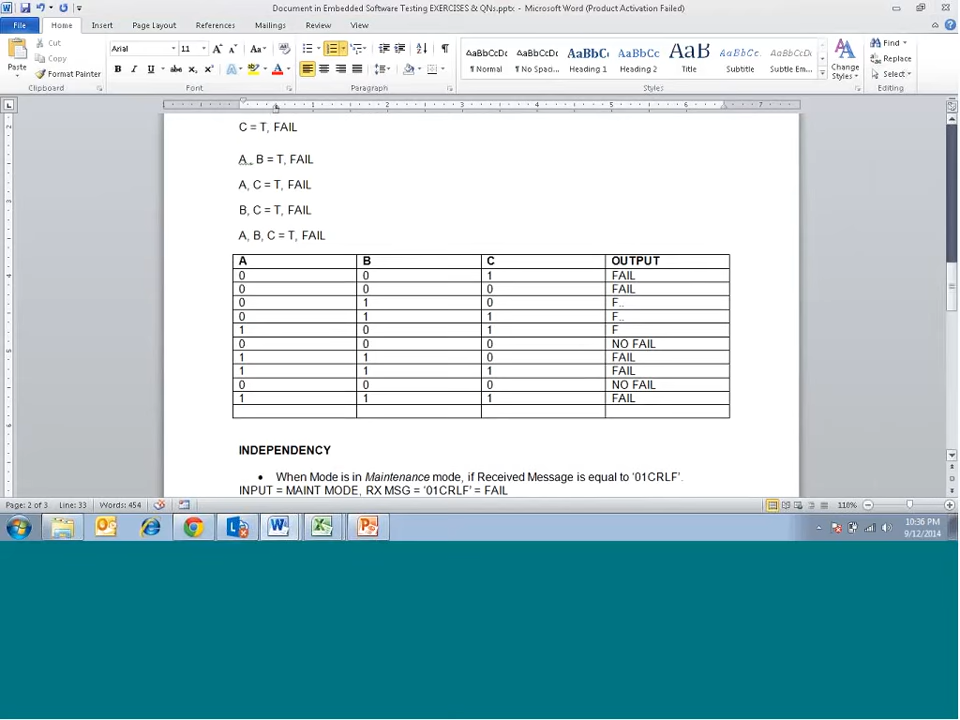 Document in Embedded Software Testing EXERCISES & QNs.pptx - Microsoft Word (Product Activation Failed)
File Home Insert Page Layout References Mailings Review View
Paste
Cut
Copy
Format Painter
Clipboard
Arial 11
Font
Paragraph
AaBbCcDc AaBbCcDc AaBbC AaBbCc AaB AaBbCc. AaBbCcDc
¶ Normal ¶ No Spaci... Heading 1 Heading 2 Title Subtitle Subtle Em...
Change Styles
Styles
Find
Replace
Select
Editing
C = T, FAIL
A,, B = T, FAIL
A, C = T, FAIL
B, C = T, FAIL
A, B, C = T, FAIL
A B C OUTPUT
0 0 1 FAIL
0 0 0 FAIL
0 1 0 F..
0 1 1 F..
1 0 1 F
0 0 0 NO FAIL
1 1 0 FAIL
1 1 1 FAIL
0 0 0 NO FAIL
1 1 1 FAIL
INDEPENDENCY
• When Mode is in Maintenance mode, if Received Message is equal to ‘01CRLF’.
INPUT = MAINT MODE, RX MSG = ‘01CRLF’ = FAIL
Page: 2 of 3 Line: 33 Words: 454 118%
10:36 PM
9/12/2014